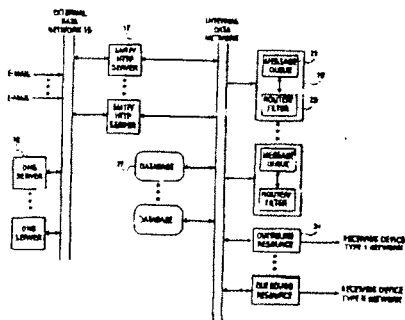 EXTERNAL
DATA
NETWORK 15
17
SMTP/
HTTP
SERVER
INTERNAL
DATA
NETWORK
E-MAIL
E-MAIL
SMTP/
HTTP
SERVER
MESSAGE
QUEUE
ROUTER/
FILTER
DNS
SERVER
DATABASE
MESSAGE
QUEUE
ROUTER/
FILTER
DNS
SERVER
DATABASE
OUTBOUND
RESOURCE
RECEIVING DEVICE
TYPE I NETWORK
OUTBOUND
RESOURCE
RECEIVING DEVICE
TYPE N NETWORK